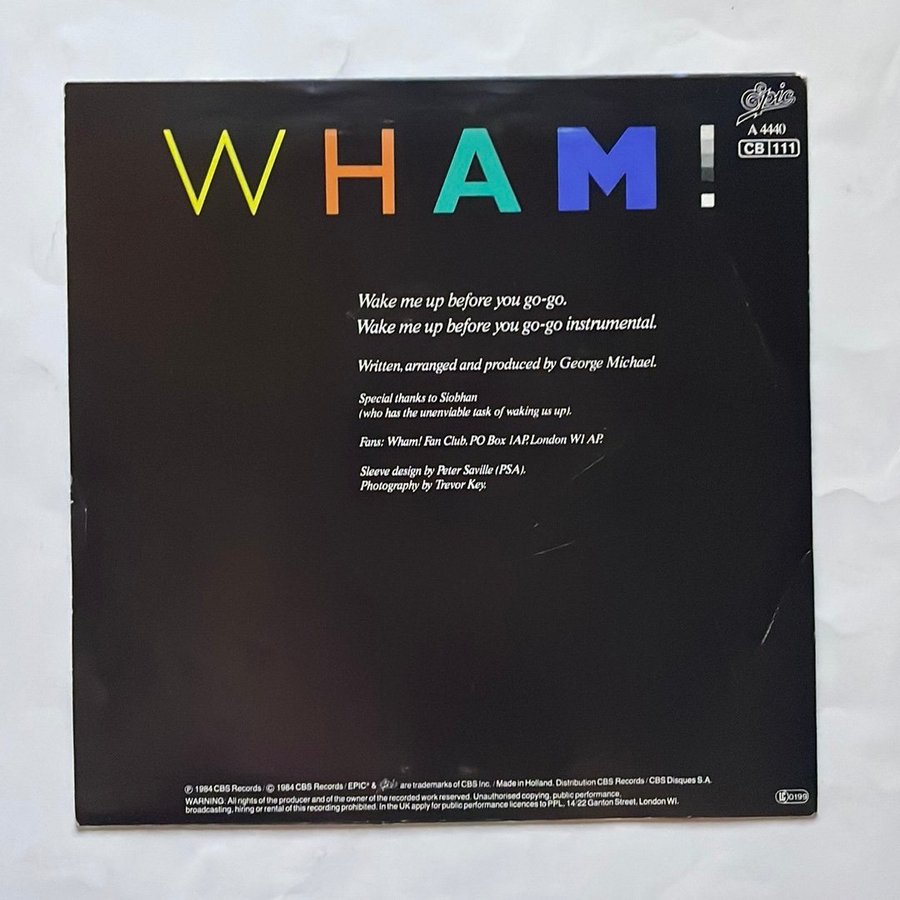 WHAM!
Epic
A 4440
CB 111
Wake me up before you go-go.
Wake me up before you go-go instrumental.
Written, arranged and produced by George Michael.
Special thanks to Siobhan
(who has the unenviable task of waking us up).
Fans: Wham! Fan Club, PO Box 1AP. London W1 AP.
Sleeve design by Peter Saville (PSA).
Photography by Trevor Key.
℗ 1984 CBS Records / © 1984 CBS Records / EPIC® & Epic are trademarks of CBS Inc. / Made in Holland. Distribution CBS Records / CBS Disques S.A.
WARNING: All rights of the producer and of the owner of the recorded work reserved. Unauthorised copying, public performance,
broadcasting, hiring or rental of this recording prohibited. In the UK apply for public performance licences to PPL, 14/22 Ganton Street, London WI.
LC 0199